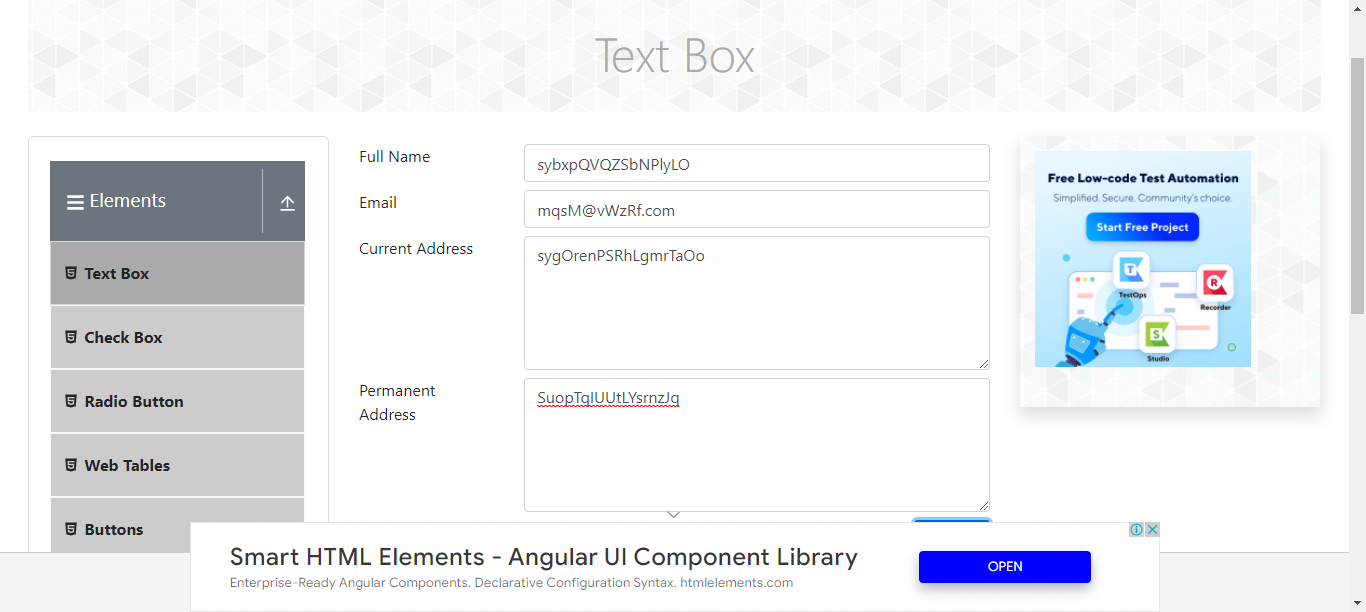 Text Box
Elements
Text Box
Check Box
Radio Button
Web Tables
Buttons
Full Name
sybxpQVQZSbNPlyLO
Email
mqsM@vWzRf.com
Current Address
sygOrenPSRhLgmrTaOo
Permanent
Address
SuopTqIUUtLYsrnzJq
Free Low-code Test Automation
Simplified. Secure. Community's choice.
Start Free Project
TestOps
Recorder
Studio
Smart HTML Elements - Angular UI Component Library
Enterprise-Ready Angular Components. Declarative Configuration Syntax. htmlelements.com
OPEN